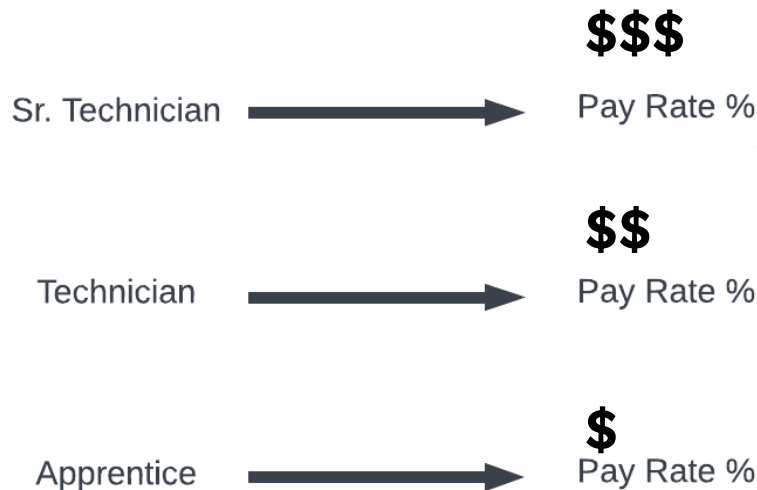 $$$
Sr. Technician Pay Rate %
$$
Technician Pay Rate %
$
Apprentice Pay Rate %